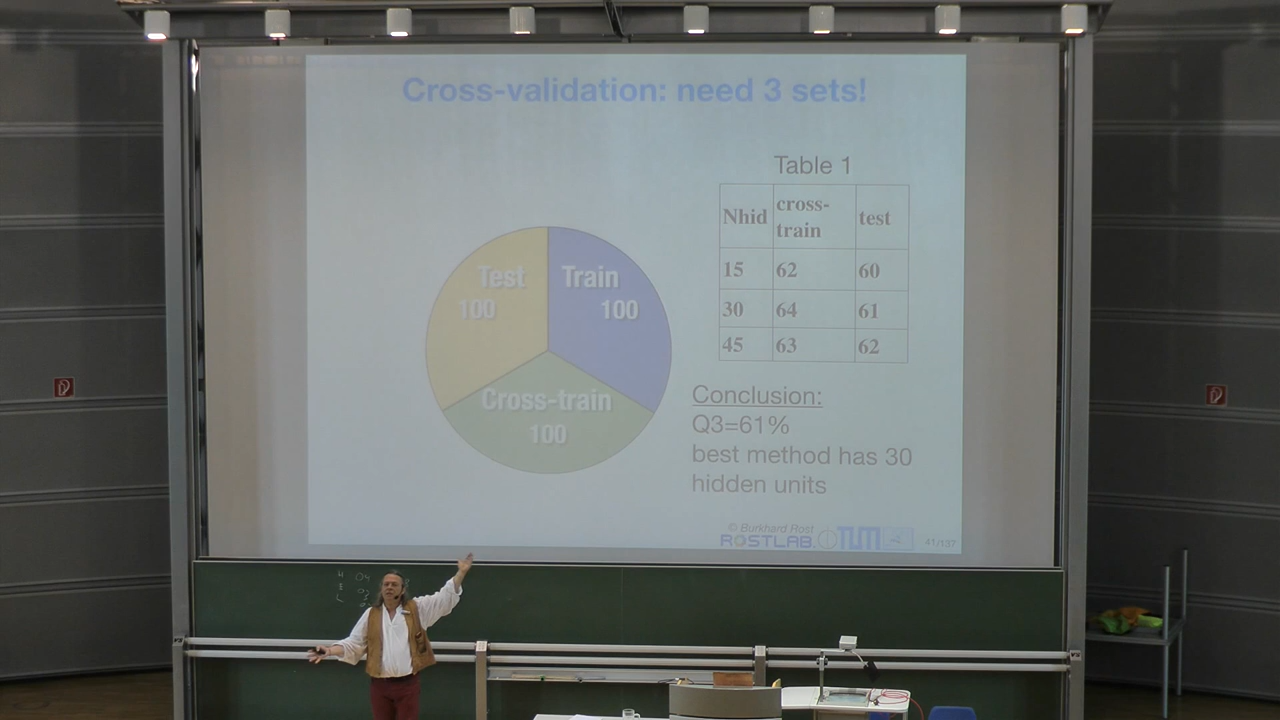 Cross-validation: need 3 sets!
Table 1
Nhid cross-train test
15 62 60
30 64 61
45 63 62
Test
100
Train
100
Cross-train
100
Conclusion:
Q3=61%
best method has 30
hidden units
© Burkhard Rost
ROSTLAB TUM
41/137